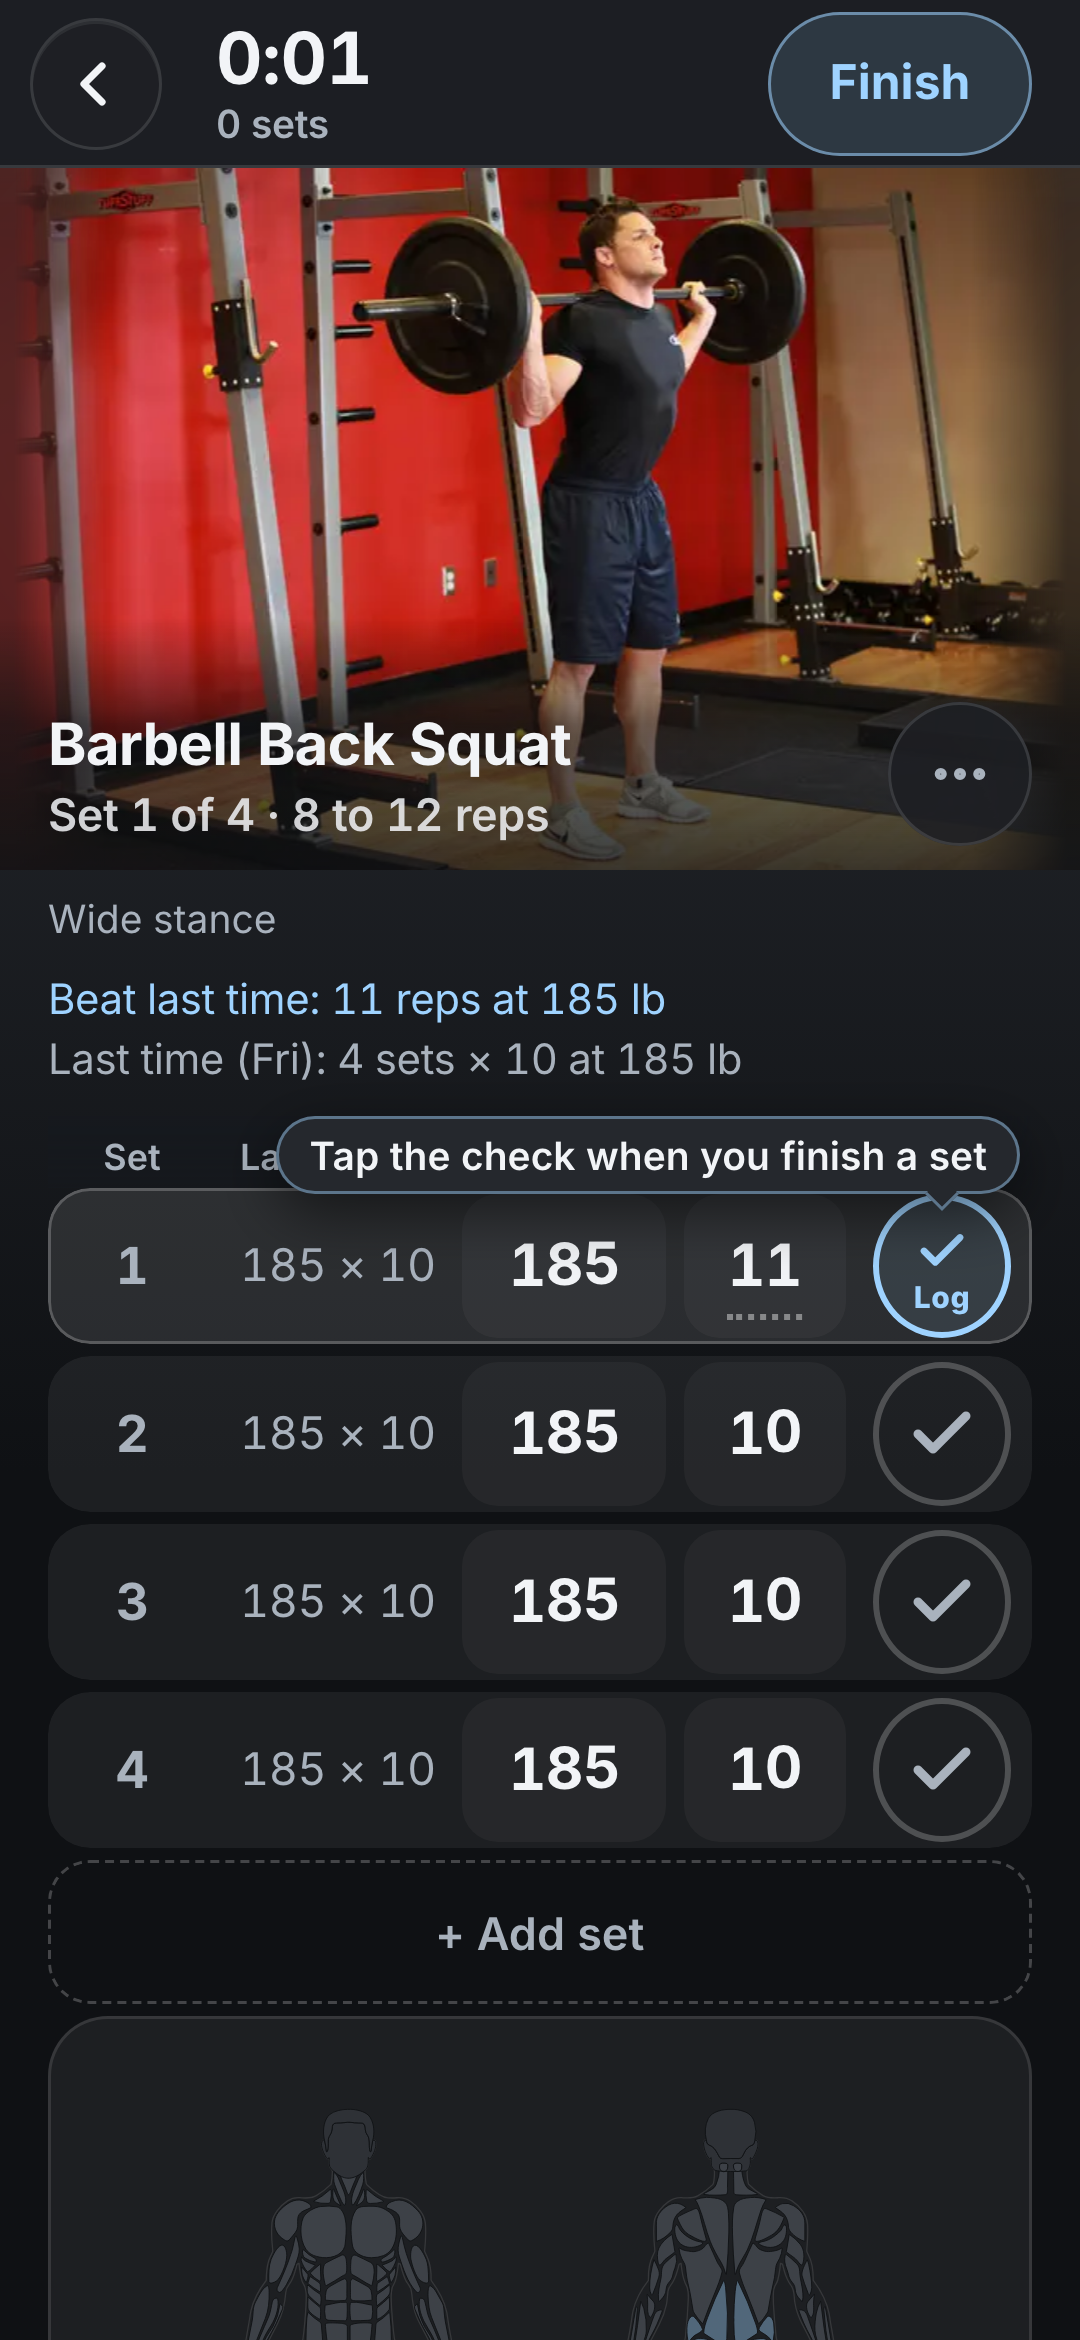 0:01
0 sets
Finish
Barbell Back Squat
Set 1 of 4 · 8 to 12 reps
Wide stance
Beat last time: 11 reps at 185 lb
Last time (Fri): 4 sets × 10 at 185 lb
Set
Tap the check when you finish a set
1 185 × 10 185 11 Log
2 185 × 10 185 10
3 185 × 10 185 10
4 185 × 10 185 10
+ Add set